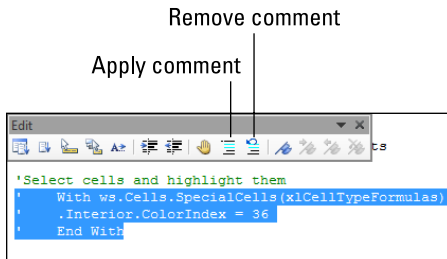 Remove comment
Apply comment
Edit
ts
'Select cells and highlight them
'    With ws.Cells.SpecialCells(xlCellTypeFormulas)
'    .Interior.ColorIndex = 36
'    End With